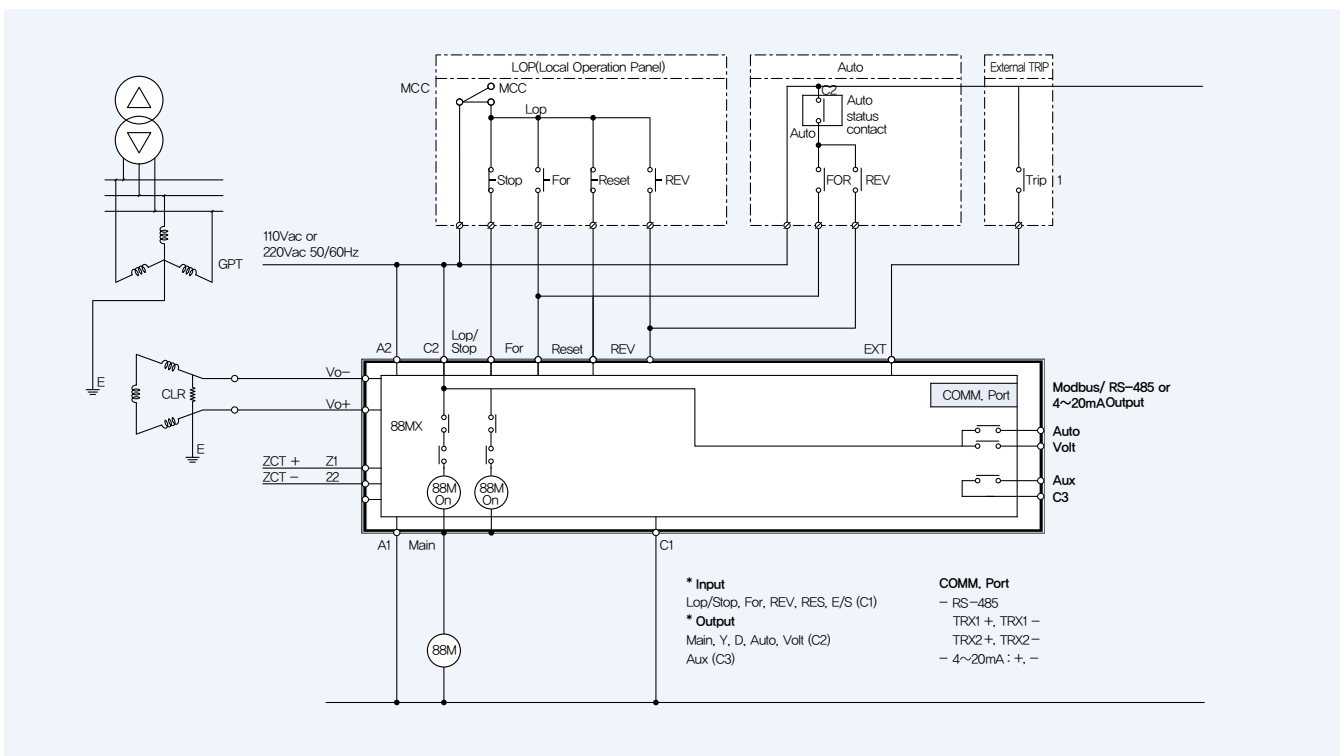 LOP(Local Operation Panel)
Auto
External TRIP
MCC
MCC
Lop
C2
Auto
status
contact
Auto
Stop
For
Reset
REV
FOR
REV
Trip 1
110Vac or
220Vac 50/60Hz
GPT
A2
C2
Lop/
Stop
For
Reset
REV
EXT
E
CLR
E
Vo-
Vo+
ZCT + Z1
ZCT - 22
88MX
88M
On
88M
On
COMM. Port
Modbus/ RS-485 or
4~20mA Output
Auto
Volt
Aux
C3
A1
Main
C1
88M
* Input
Lop/Stop, For, REV, RES, E/S (C1)
* Output
Main, Y, D, Auto, Volt (C2)
Aux (C3)
COMM. Port
- RS-485
TRX1 +, TRX1 -
TRX2+, TRX2-
- 4~20mA : +, -